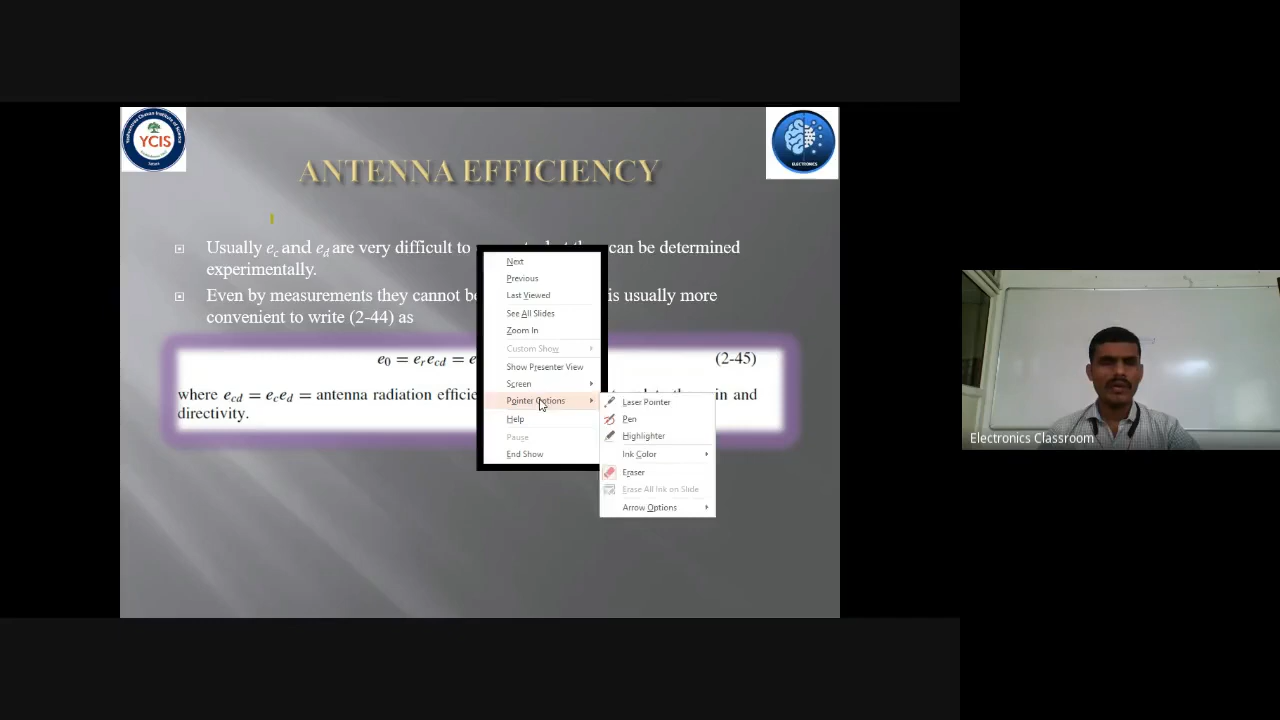 YCIS
ELECTRONICS
ANTENNA EFFICIENCY
Usually e_c and e_d are very difficult to can be determined
experimentally.
Even by measurements they cannot be is usually more
convenient to write (2-44) as
e_0 = e_r e_cd = e (2-45)
where e_cd = e_c e_d = antenna radiation efficie in and
directivity.
Next
Previous
Last Viewed
See All Slides
Zoom In
Custom Show
Show Presenter View
Screen
Pointer Options
Help
Pause
End Show
Laser Pointer
Pen
Highlighter
Ink Color
Eraser
Erase All Ink on Slide
Arrow Options
Electronics Classroom